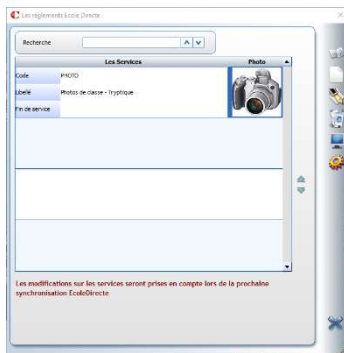 Les règlements Ecole Directe
Recherche
Les Services
Photo
Code
PHOTO
Libellé
Photos de classe - Tryptique
Fin de service
Les modifications sur les services seront prises en compte lors de la prochaine
synchronisation EcoleDirecte